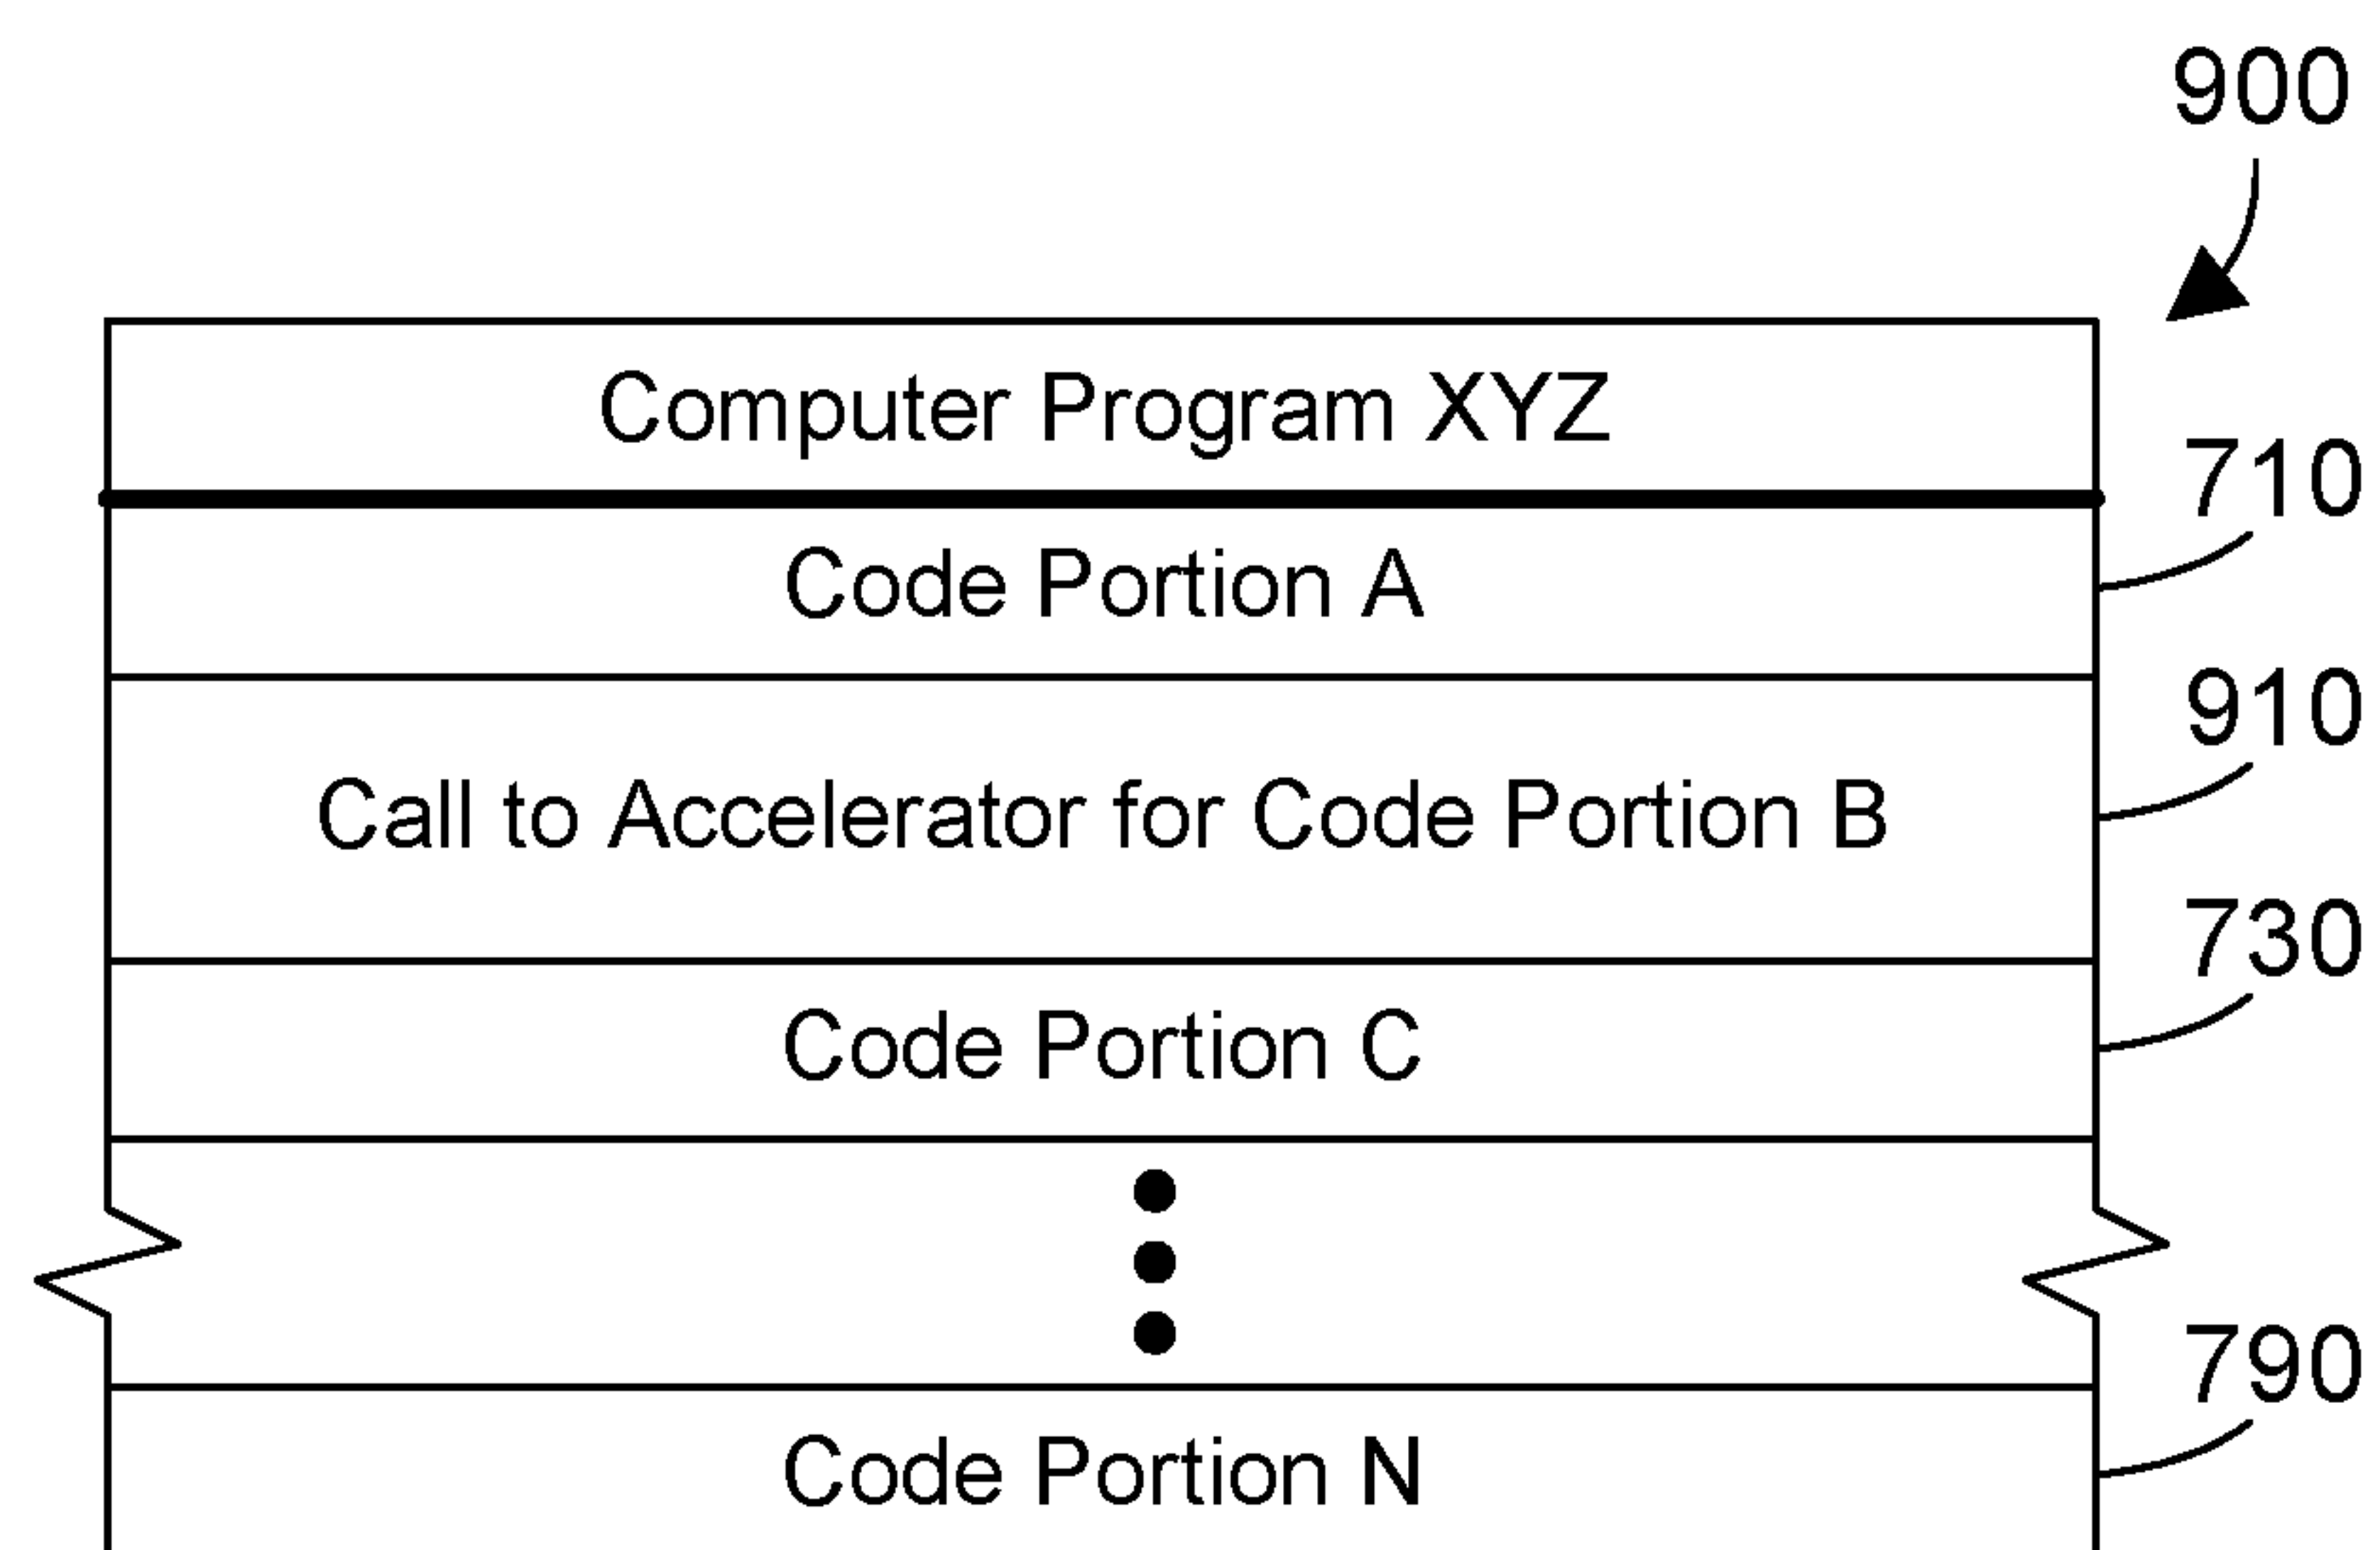 900
Computer Program XYZ
710
Code Portion A
910
Call to Accelerator for Code Portion B
730
Code Portion C
790
Code Portion N